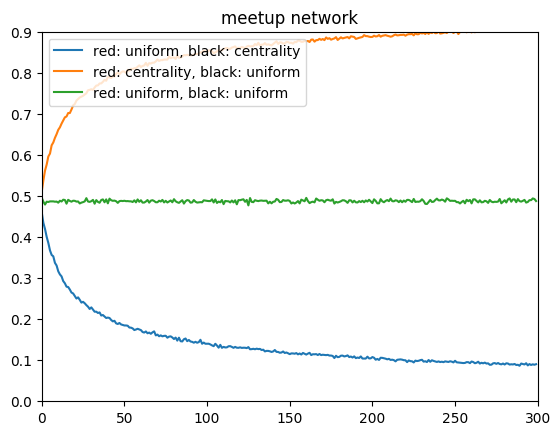 meetup network
red: uniform, black: centrality
red: centrality, black: uniform
red: uniform, black: uniform
0.9
0.8
0.7
0.6
0.5
0.4
0.3
0.2
0.1
0.0
0 50 100 150 200 250 300